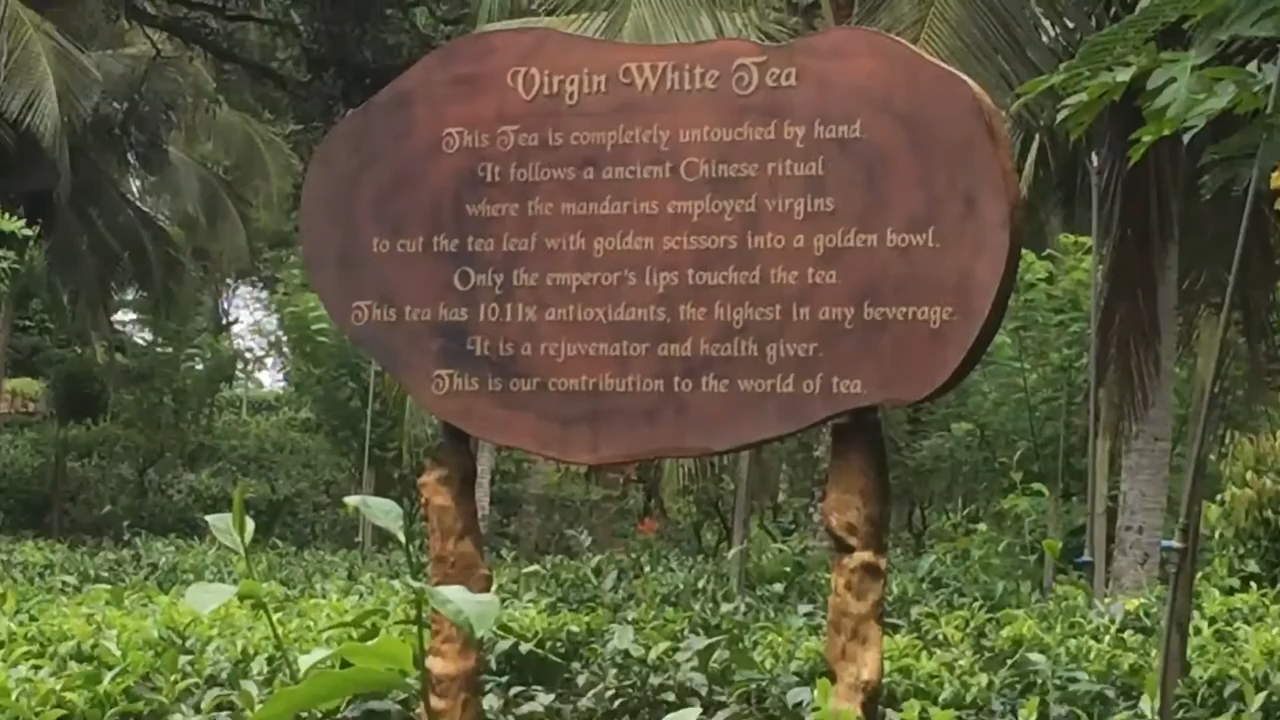 Virgin White Tea
This Tea is completely untouched by hand.
It follows a ancient Chinese ritual
where the mandarins employed virgins
to cut the tea leaf with golden scissors into a golden bowl.
Only the emperor's lips touched the tea.
This tea has 10.11% antioxidants, the highest in any beverage.
It is a rejuvenator and health giver.
This is our contribution to the world of tea.